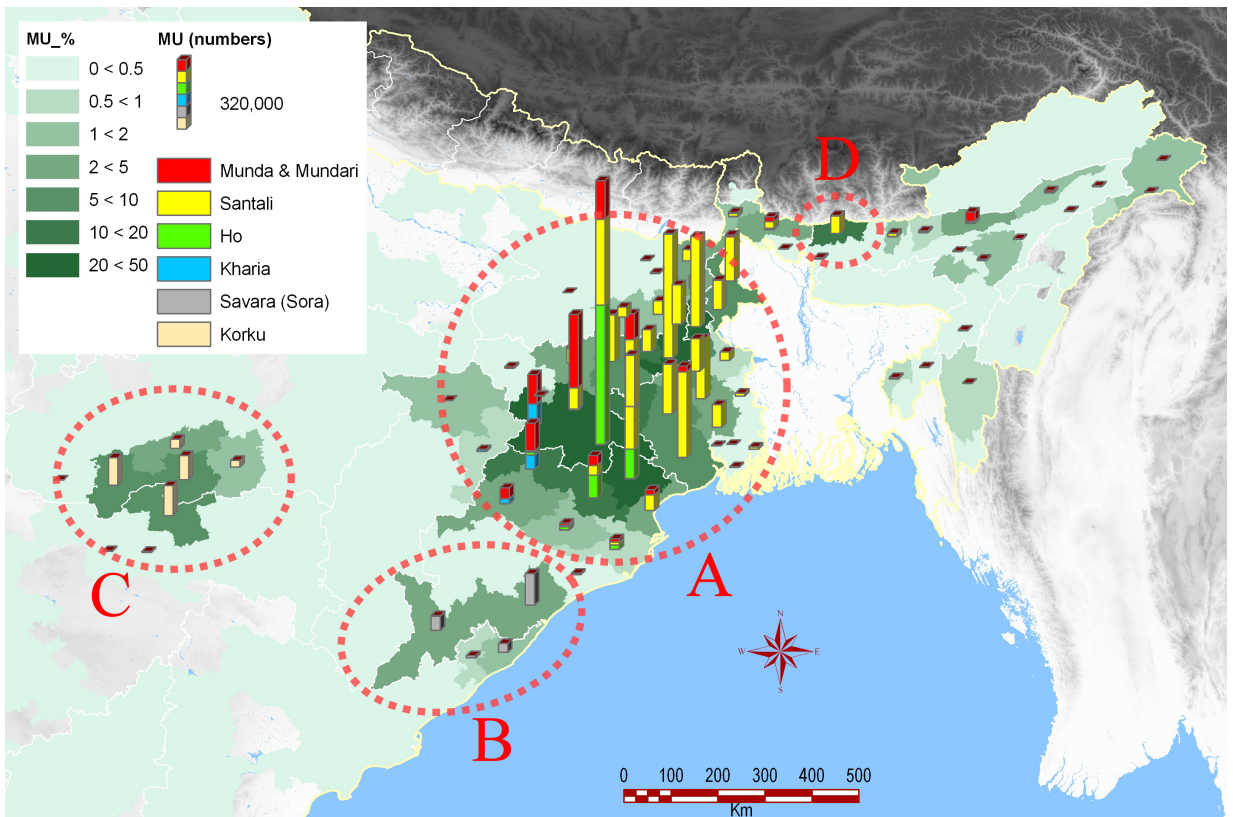 MU_%
0 < 0.5
0.5 < 1
1 < 2
2 < 5
5 < 10
10 < 20
20 < 50
MU (numbers)
320,000
Munda & Mundari
Santali
Ho
Kharia
Savara (Sora)
Korku
D
A
C
B
N
W E
S
0 100 200 300 400 500
Km